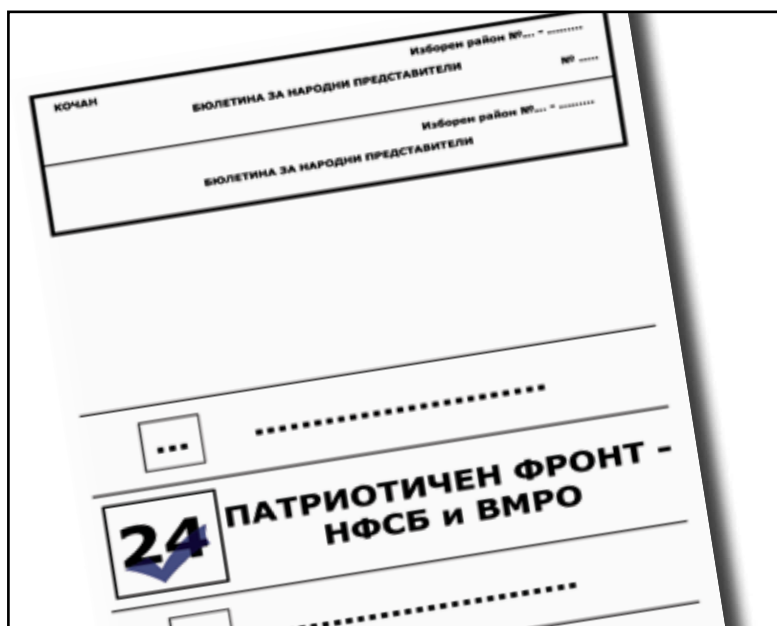 Изборен район №... - .........
КОЧАН
БЮЛЕТИНА ЗА НАРОДНИ ПРЕДСТАВИТЕЛИ
№ .....
Изборен район №... - .........
БЮЛЕТИНА ЗА НАРОДНИ ПРЕДСТАВИТЕЛИ
... .........................
24 ПАТРИОТИЧЕН ФРОНТ –
НФСБ и ВМРО
.........................